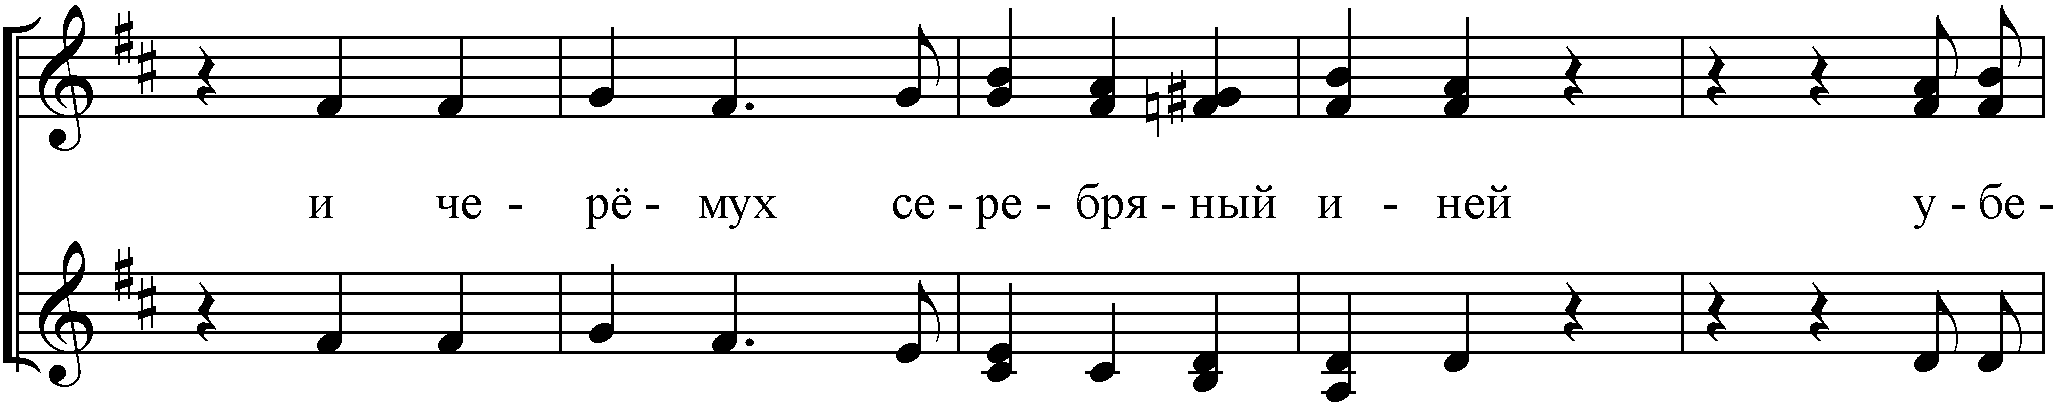 и че - рё - мух се - ре - бря - ный и - ней у - бе -